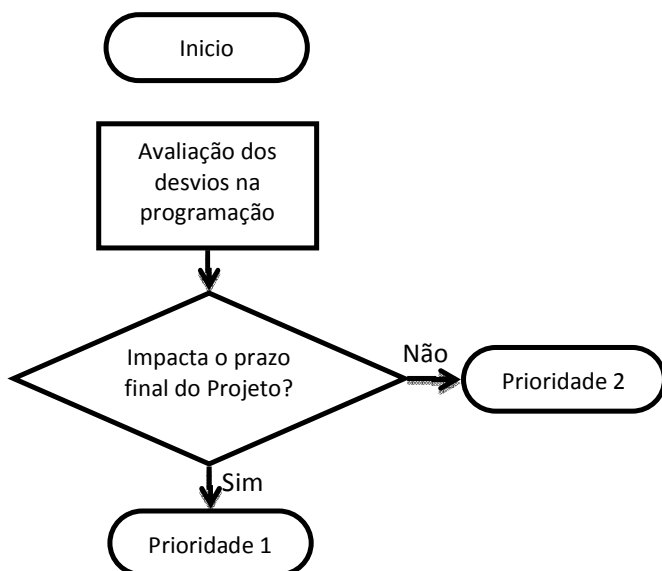 Inicio
Avaliação dos
desvios na
programação
Impacta o prazo
final do Projeto?
Não
Prioridade 2
Sim
Prioridade 1